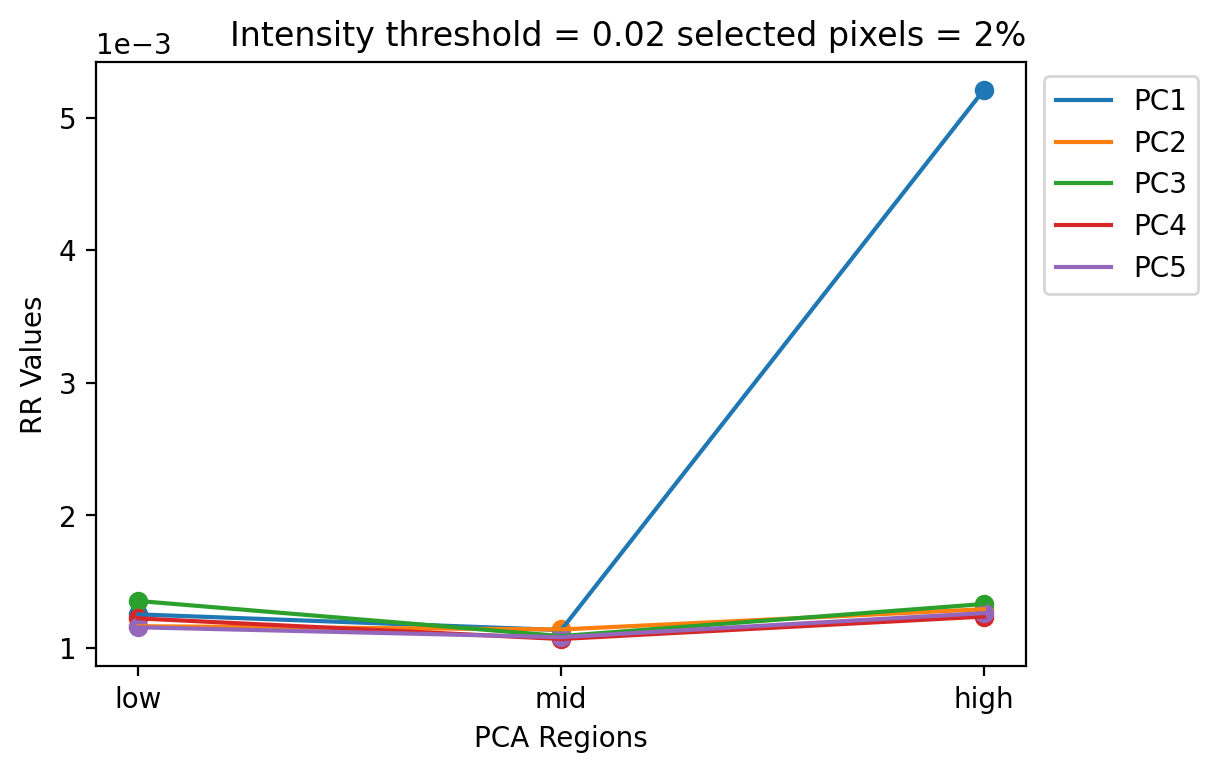 Intensity threshold = 0.02 selected pixels = 2%
1e−3
5
4
3
2
1
RR Values
low
mid
high
PCA Regions
PC1
PC2
PC3
PC4
PC5